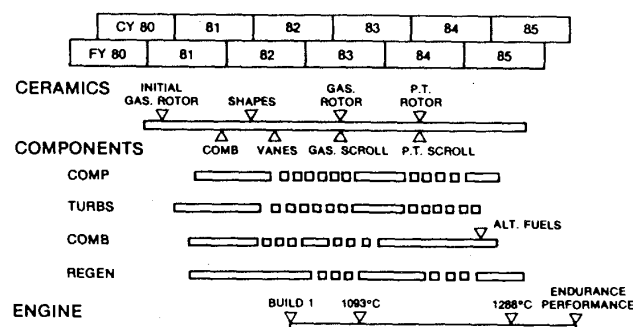 CY 80 81 82 83 84 85
FY 80 81 82 83 84 85
CERAMICS
INITIAL GAS. ROTOR
SHAPES
GAS. ROTOR
P.T. ROTOR
COMPONENTS
COMB VANES GAS. SCROLL P.T. SCROLL
COMP
TURBS
ALT. FUELS
COMB
REGEN
ENGINE
BUILD 1 1093°C 1288°C ENDURANCE PERFORMANCE